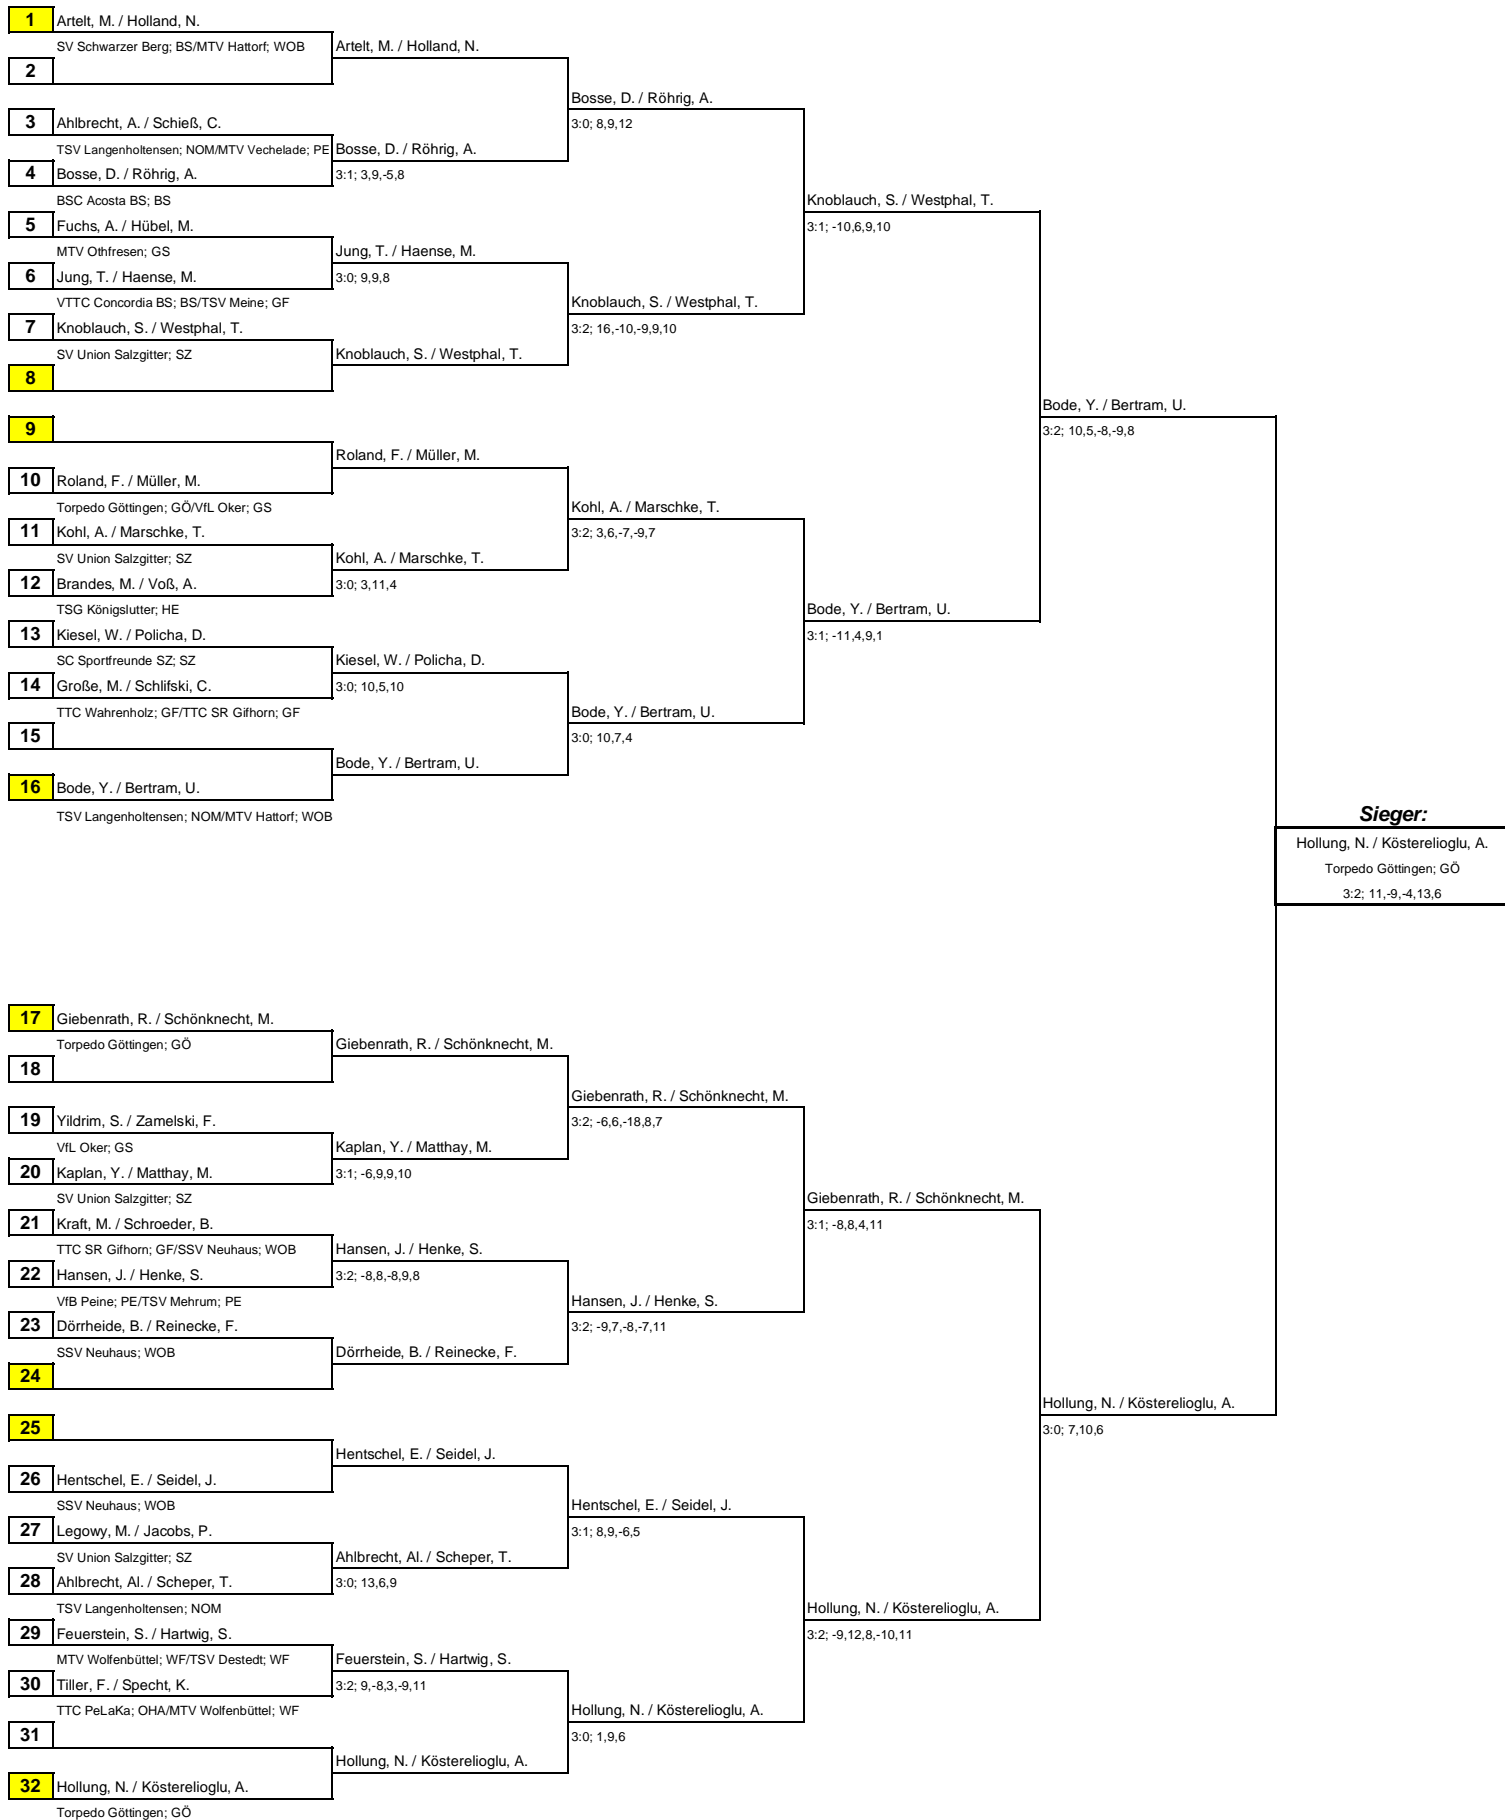 1 Artelt, M. / Holland, N.
SV Schwarzer Berg; BS/MTV Hattorf; WOB
Artelt, M. / Holland, N.
2
Bosse, D. / Röhrig, A.
3:0; 8,9,12
3 Ahlbrecht, A. / Schieß, C.
TSV Langenholtensen; NOM/MTV Vechelade; PE
Bosse, D. / Röhrig, A.
3:1; 3,9,-5,8
4 Bosse, D. / Röhrig, A.
BSC Acosta BS; BS
Knoblauch, S. / Westphal, T.
3:1; -10,6,9,10
5 Fuchs, A. / Hübel, M.
MTV Othfresen; GS
Jung, T. / Haense, M.
3:0; 9,9,8
6 Jung, T. / Haense, M.
VTTC Concordia BS; BS/TSV Meine; GF
Knoblauch, S. / Westphal, T.
3:2; 16,-10,-9,9,10
7 Knoblauch, S. / Westphal, T.
SV Union Salzgitter; SZ
Knoblauch, S. / Westphal, T.
8
Bode, Y. / Bertram, U.
3:2; 10,5,-8,-9,8
9
Roland, F. / Müller, M.
10 Roland, F. / Müller, M.
Torpedo Göttingen; GÖ/VfL Oker; GS
Kohl, A. / Marschke, T.
3:2; 3,6,-7,-9,7
11 Kohl, A. / Marschke, T.
SV Union Salzgitter; SZ
Kohl, A. / Marschke, T.
3:0; 3,11,4
12 Brandes, M. / Voß, A.
TSG Königslutter; HE
Bode, Y. / Bertram, U.
3:1; -11,4,9,1
13 Kiesel, W. / Policha, D.
SC Sportfreunde SZ; SZ
Kiesel, W. / Policha, D.
3:0; 10,5,10
14 Große, M. / Schlifski, C.
TTC Wahrenholz; GF/TTC SR Gifhorn; GF
Bode, Y. / Bertram, U.
3:0; 10,7,4
15
Bode, Y. / Bertram, U.
16 Bode, Y. / Bertram, U.
TSV Langenholtensen; NOM/MTV Hattorf; WOB
Sieger:
Hollung, N. / Kösterelioglu, A.
Torpedo Göttingen; GÖ
3:2; 11,-9,-4,13,6
17 Giebenrath, R. / Schönknecht, M.
Torpedo Göttingen; GÖ
Giebenrath, R. / Schönknecht, M.
18
Giebenrath, R. / Schönknecht, M.
3:2; -6,6,-18,8,7
19 Yildrim, S. / Zamelski, F.
VfL Oker; GS
Kaplan, Y. / Matthay, M.
3:1; -6,9,9,10
20 Kaplan, Y. / Matthay, M.
SV Union Salzgitter; SZ
Giebenrath, R. / Schönknecht, M.
3:1; -8,8,4,11
21 Kraft, M. / Schroeder, B.
TTC SR Gifhorn; GF/SSV Neuhaus; WOB
Hansen, J. / Henke, S.
3:2; -8,8,-8,9,8
22 Hansen, J. / Henke, S.
VfB Peine; PE/TSV Mehrum; PE
Hansen, J. / Henke, S.
3:2; -9,7,-8,-7,11
23 Dörrheide, B. / Reinecke, F.
SSV Neuhaus; WOB
Dörrheide, B. / Reinecke, F.
24
Hollung, N. / Kösterelioglu, A.
3:0; 7,10,6
25
Hentschel, E. / Seidel, J.
26 Hentschel, E. / Seidel, J.
SSV Neuhaus; WOB
Hentschel, E. / Seidel, J.
3:1; 8,9,-6,5
27 Legowy, M. / Jacobs, P.
SV Union Salzgitter; SZ
Ahlbrecht, Al. / Scheper, T.
3:0; 13,6,9
28 Ahlbrecht, Al. / Scheper, T.
TSV Langenholtensen; NOM
Hollung, N. / Kösterelioglu, A.
3:2; -9,12,8,-10,11
29 Feuerstein, S. / Hartwig, S.
MTV Wolfenbüttel; WF/TSV Destedt; WF
Feuerstein, S. / Hartwig, S.
3:2; 9,-8,3,-9,11
30 Tiller, F. / Specht, K.
TTC PeLaKa; OHA/MTV Wolfenbüttel; WF
Hollung, N. / Kösterelioglu, A.
3:0; 1,9,6
31
Hollung, N. / Kösterelioglu, A.
32 Hollung, N. / Kösterelioglu, A.
Torpedo Göttingen; GÖ